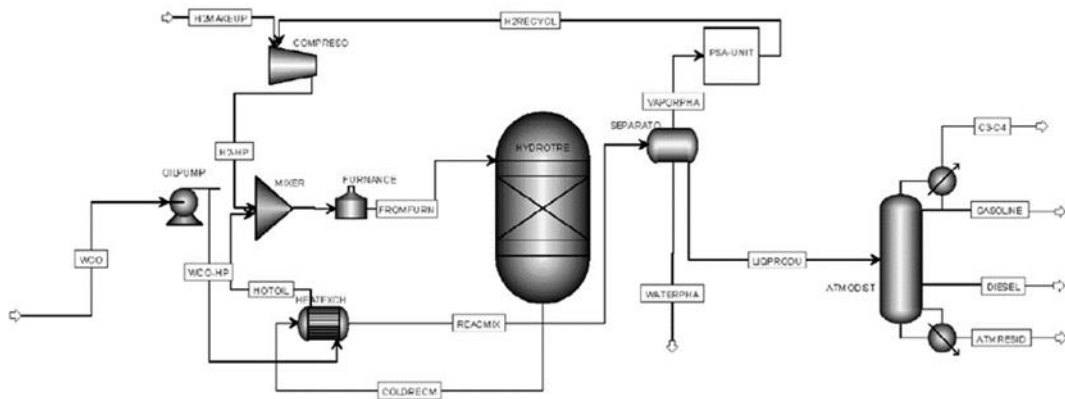 H2MAKEUP
H2RECYCL
COMPRESO
PSA-UNIT
VAPORPHA
SEPARATO
C3-C4
HYDROTRE
H2-HP
OILPUMP
MIXER
FURNANCE
FROMFURN
GASOLINE
WCO
WCO-HP
LIQPRODU
HOTOIL
HEATEXCH
DIESEL
ATMODIST
WATERPHA
REACMIX
ATMRESID
COLDRECM